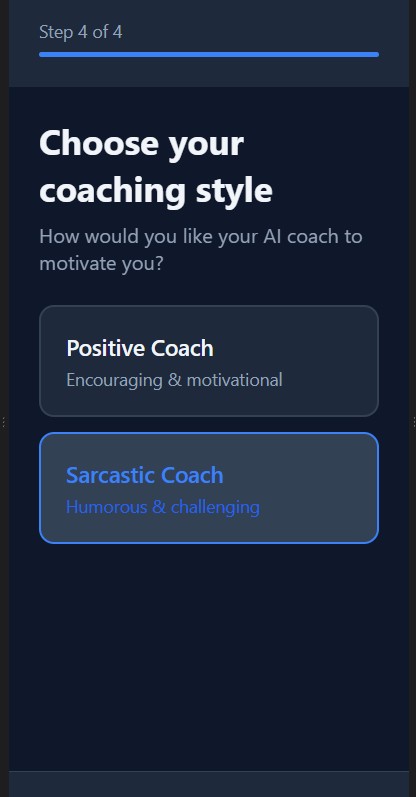 Step 4 of 4
Choose your
coaching style
How would you like your AI coach to
motivate you?
Positive Coach
Encouraging & motivational
Sarcastic Coach
Humorous & challenging